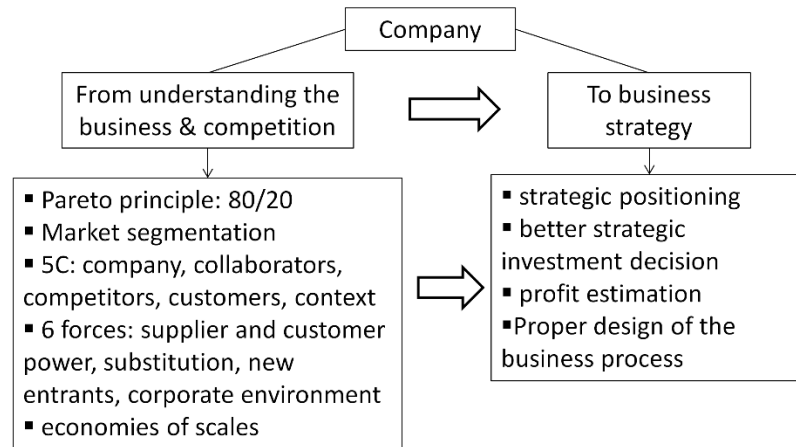 Company
From understanding the
business & competition
To business
strategy
▪ Pareto principle: 80/20
▪ Market segmentation
▪ 5C: company, collaborators,
competitors, customers, context
▪ 6 forces: supplier and customer
power, substitution, new
entrants, corporate environment
▪ economies of scales
▪ strategic positioning
▪ better strategic
investment decision
▪ profit estimation
▪Proper design of the
business process